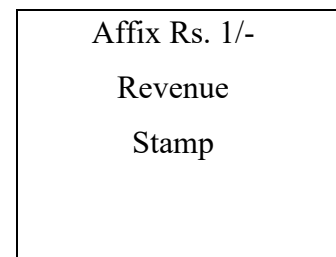 Affix Rs. 1/-
Revenue
Stamp